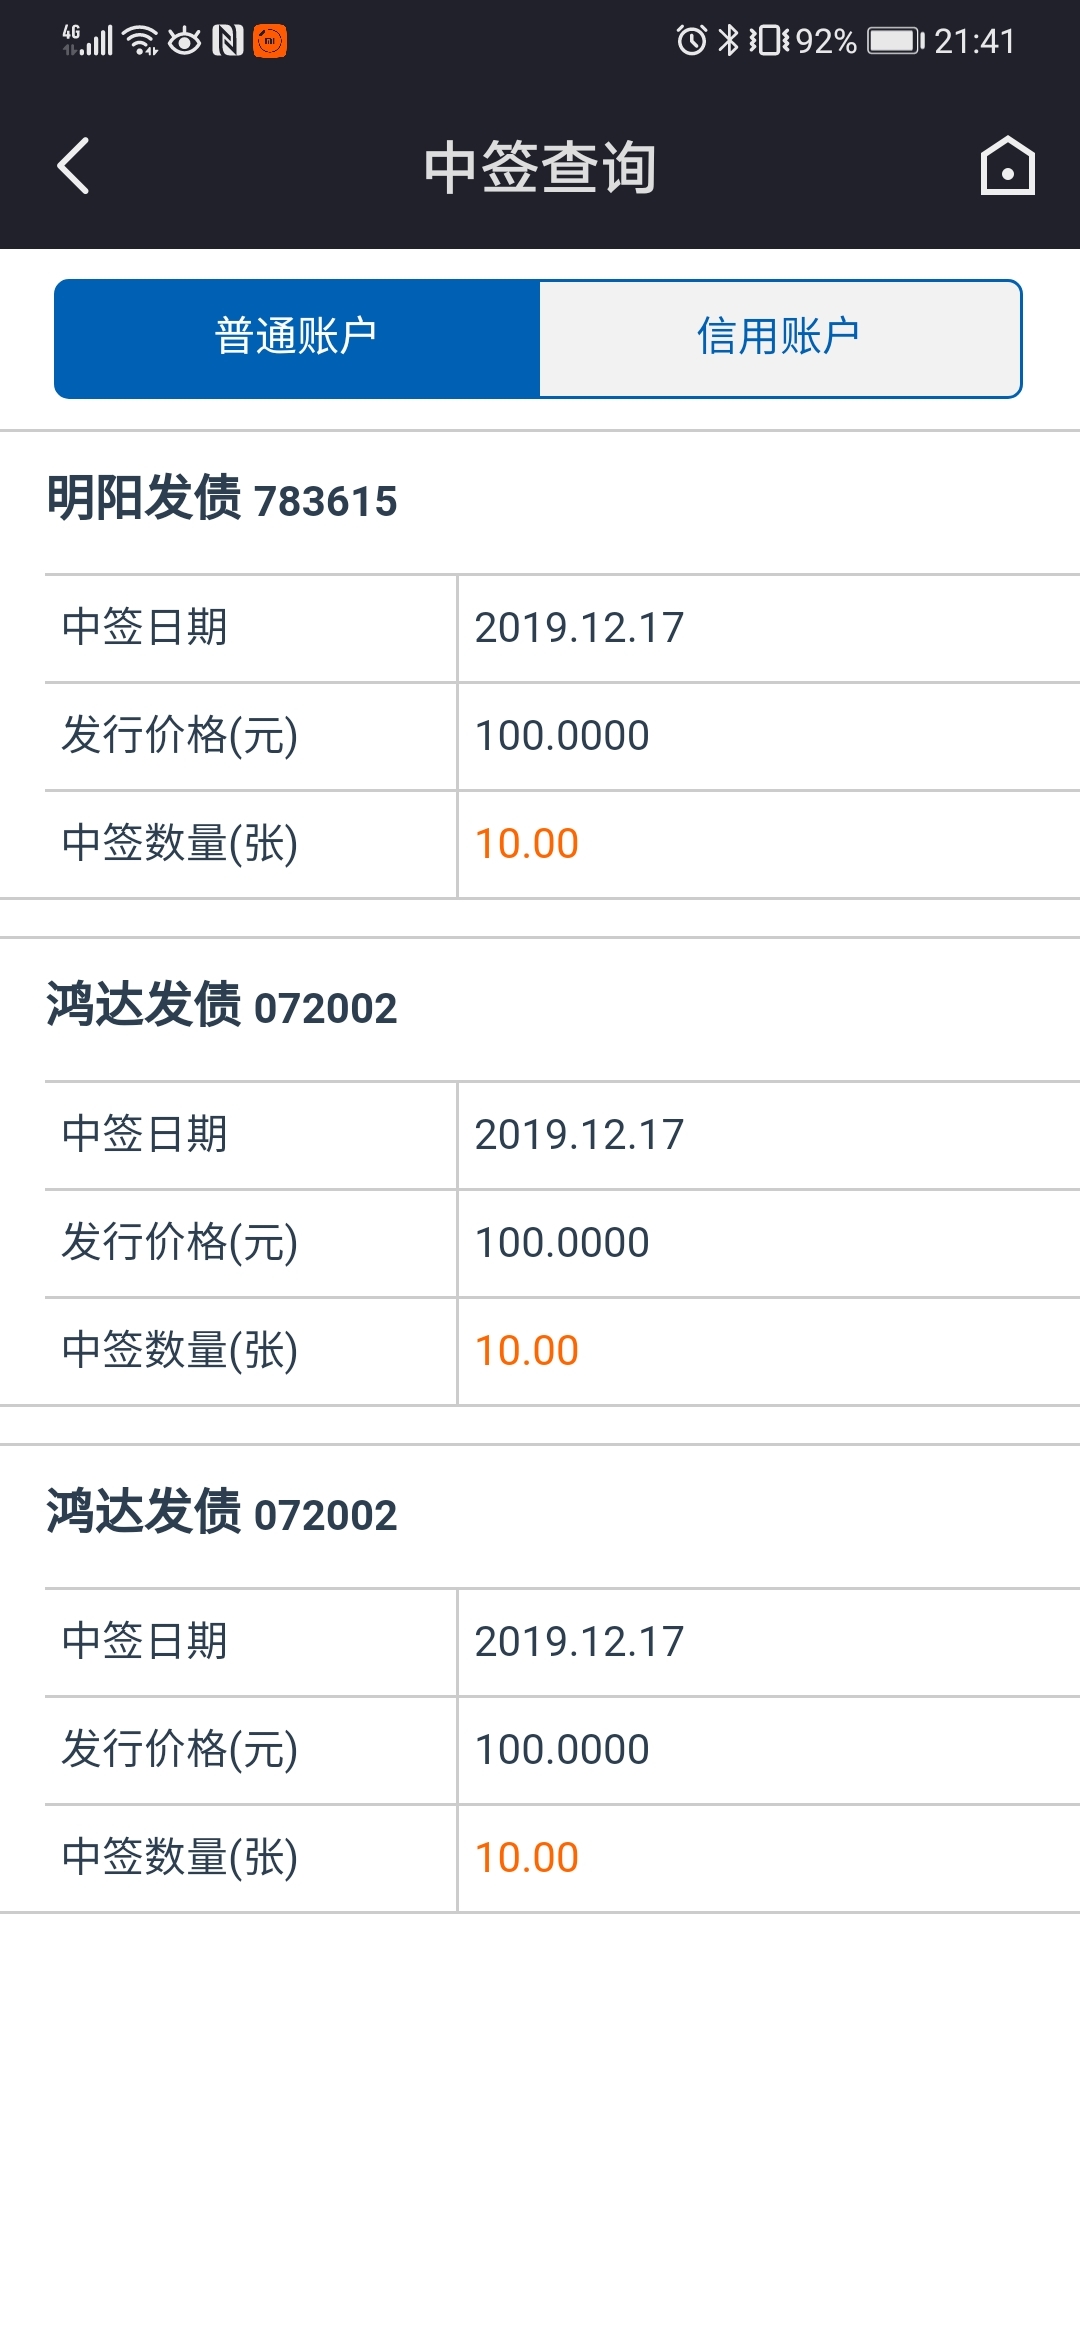 4G 92% 21:41
中签查询
普通账户 信用账户
明阳发债 783615
中签日期 2019.12.17
发行价格(元) 100.0000
中签数量(张) 10.00
鸿达发债 072002
中签日期 2019.12.17
发行价格(元) 100.0000
中签数量(张) 10.00
鸿达发债 072002
中签日期 2019.12.17
发行价格(元) 100.0000
中签数量(张) 10.00